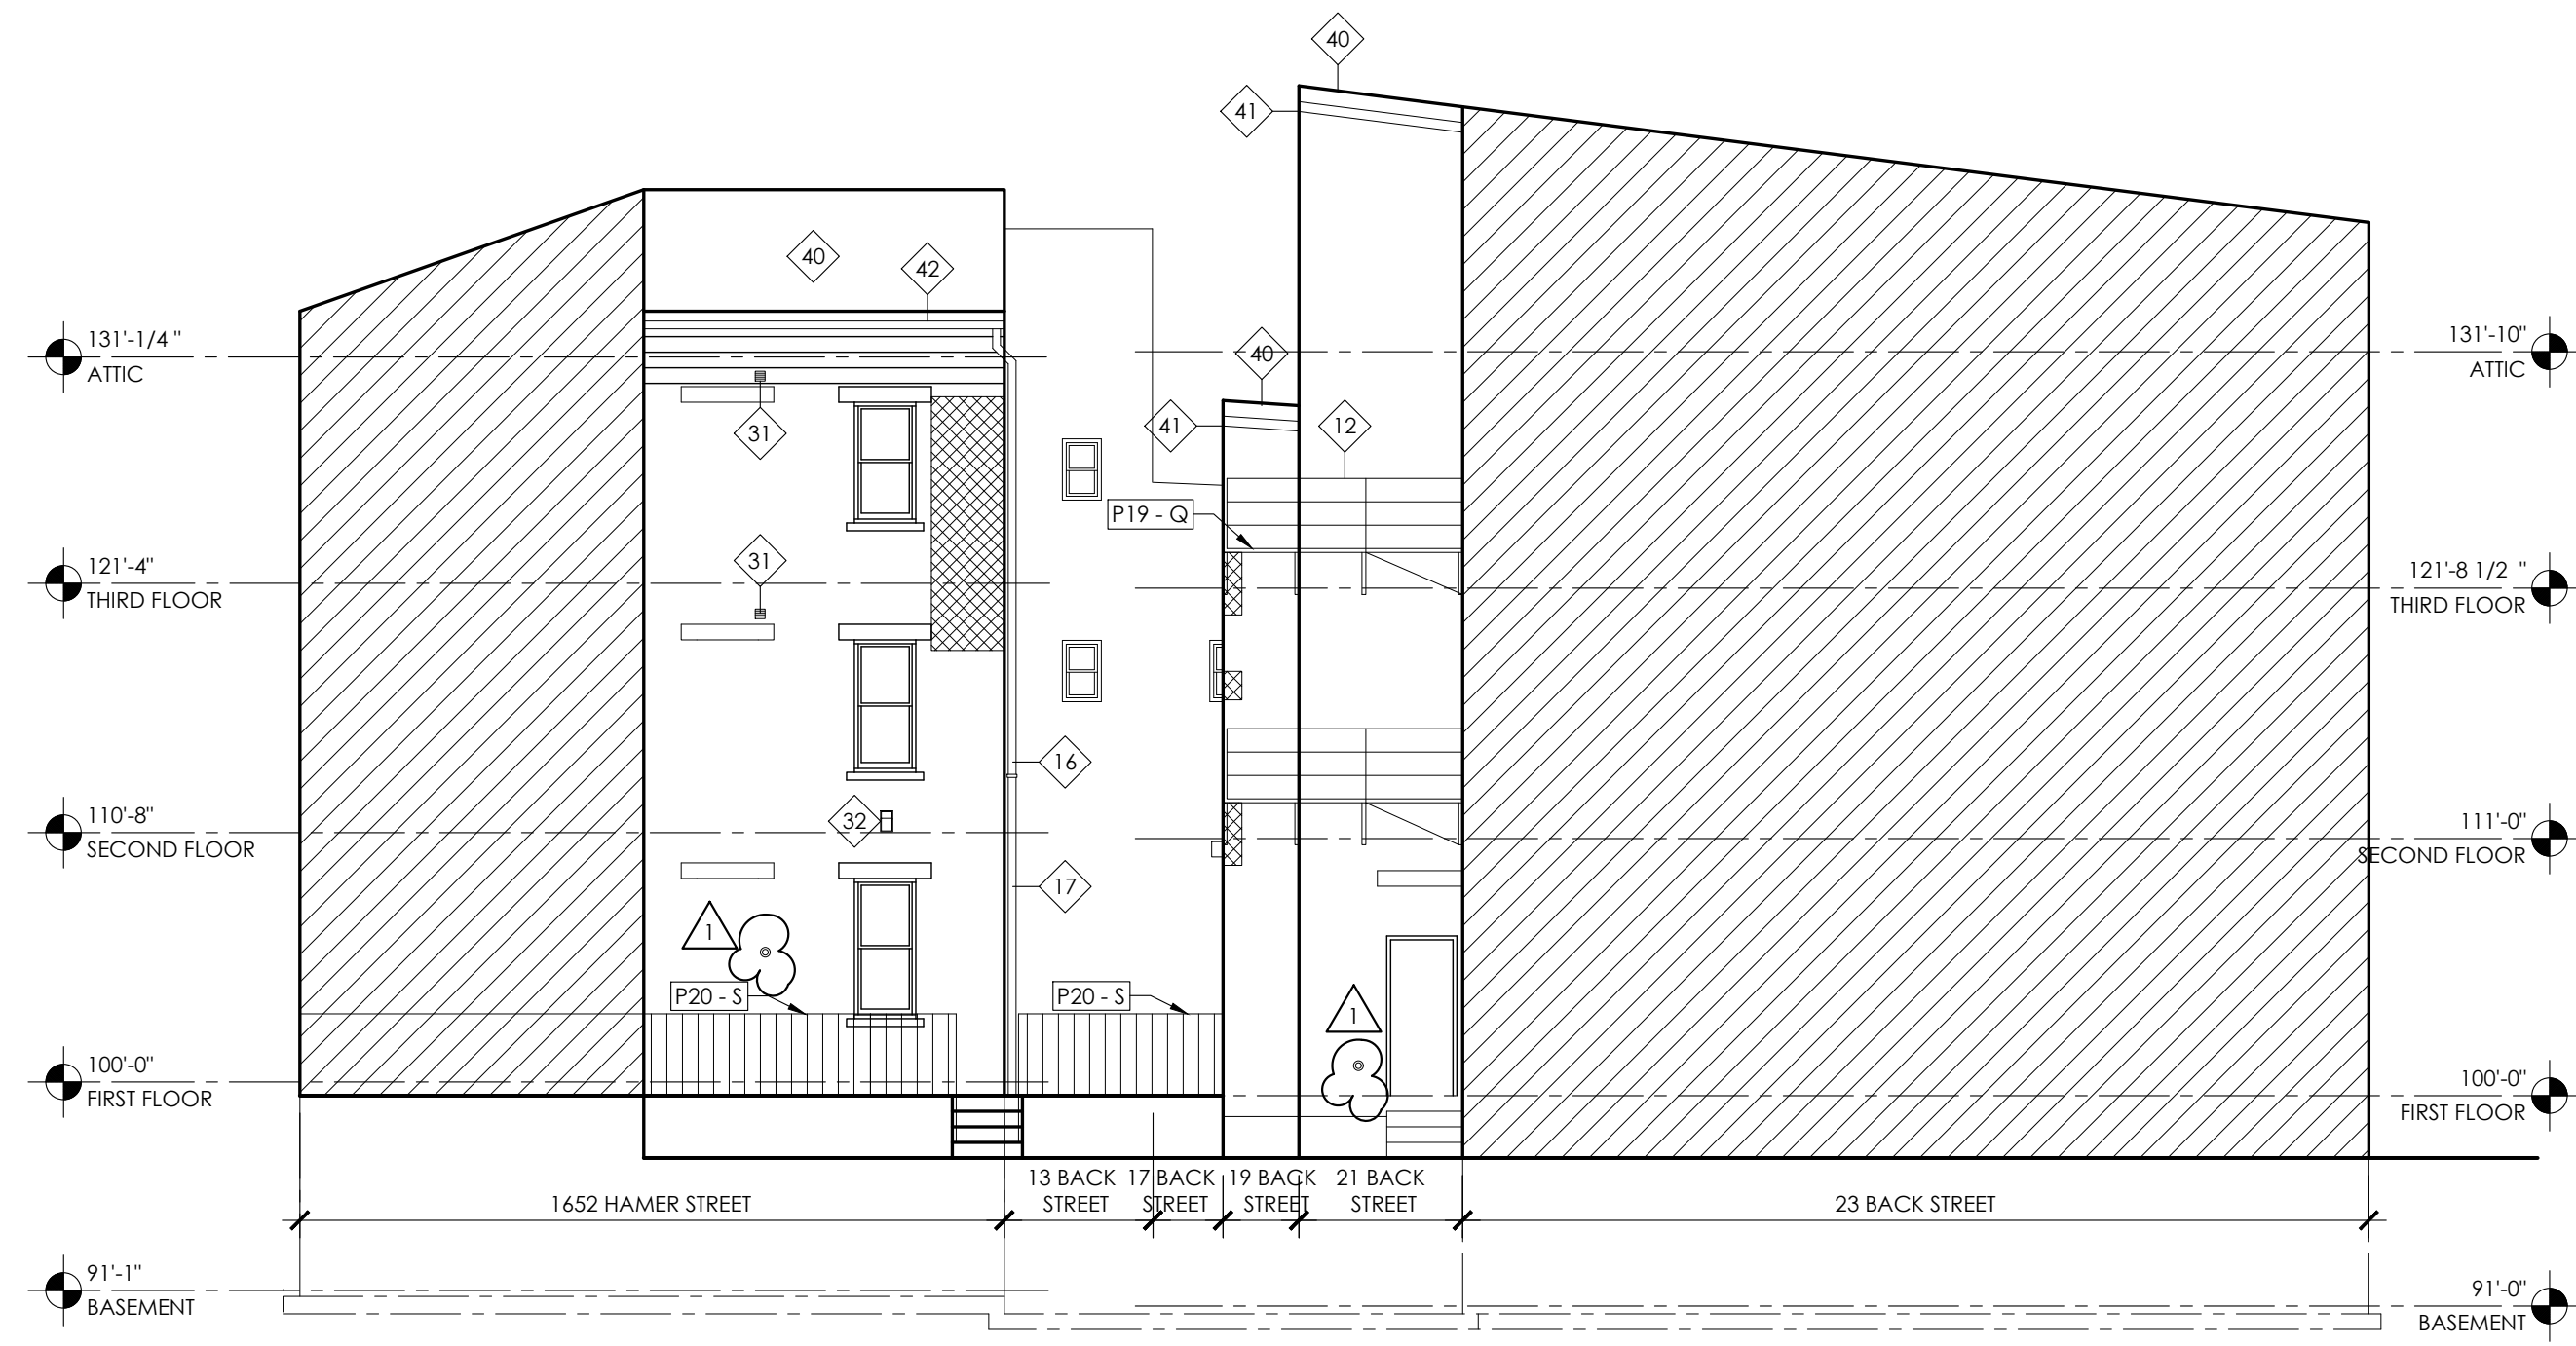 40
41
40
42
131'-1/4 "
ATTIC
131'-10"
ATTIC
40
31
41
12
P19 - Q
121'-4"
THIRD FLOOR
31
121'-8 1/2 "
THIRD FLOOR
16
110'-8"
SECOND FLOOR
32
111'-0"
SECOND FLOOR
17
1
P20 - S
P20 - S
1
100'-0"
FIRST FLOOR
100'-0"
FIRST FLOOR
1652 HAMER STREET
13 BACK
STREET
17 BACK
STREET
19 BACK
STREET
21 BACK
STREET
23 BACK STREET
91'-1"
BASEMENT
91'-0"
BASEMENT